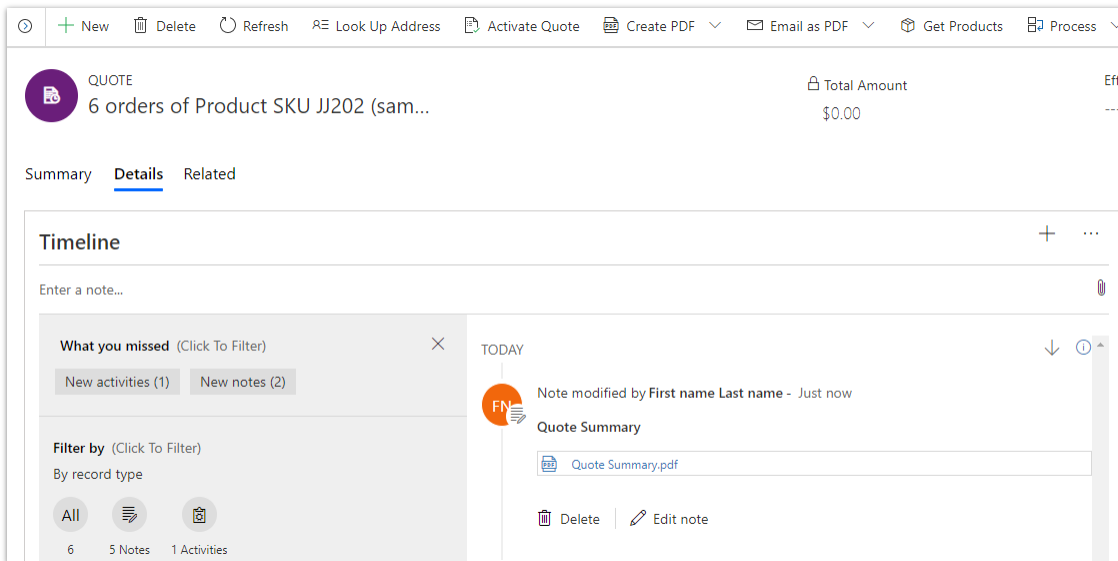 New Delete Refresh Look Up Address Activate Quote Create PDF Email as PDF Get Products Process
QUOTE
6 orders of Product SKU JJ202 (sam...
Total Amount
$0.00
Eff
---
Summary Details Related
Timeline
Enter a note...
What you missed (Click To Filter)
New activities (1) New notes (2)
Filter by (Click To Filter)
By record type
All
6 5 Notes 1 Activities
TODAY
FN
Note modified by First name Last name - Just now
Quote Summary
PDF Quote Summary.pdf
Delete Edit note